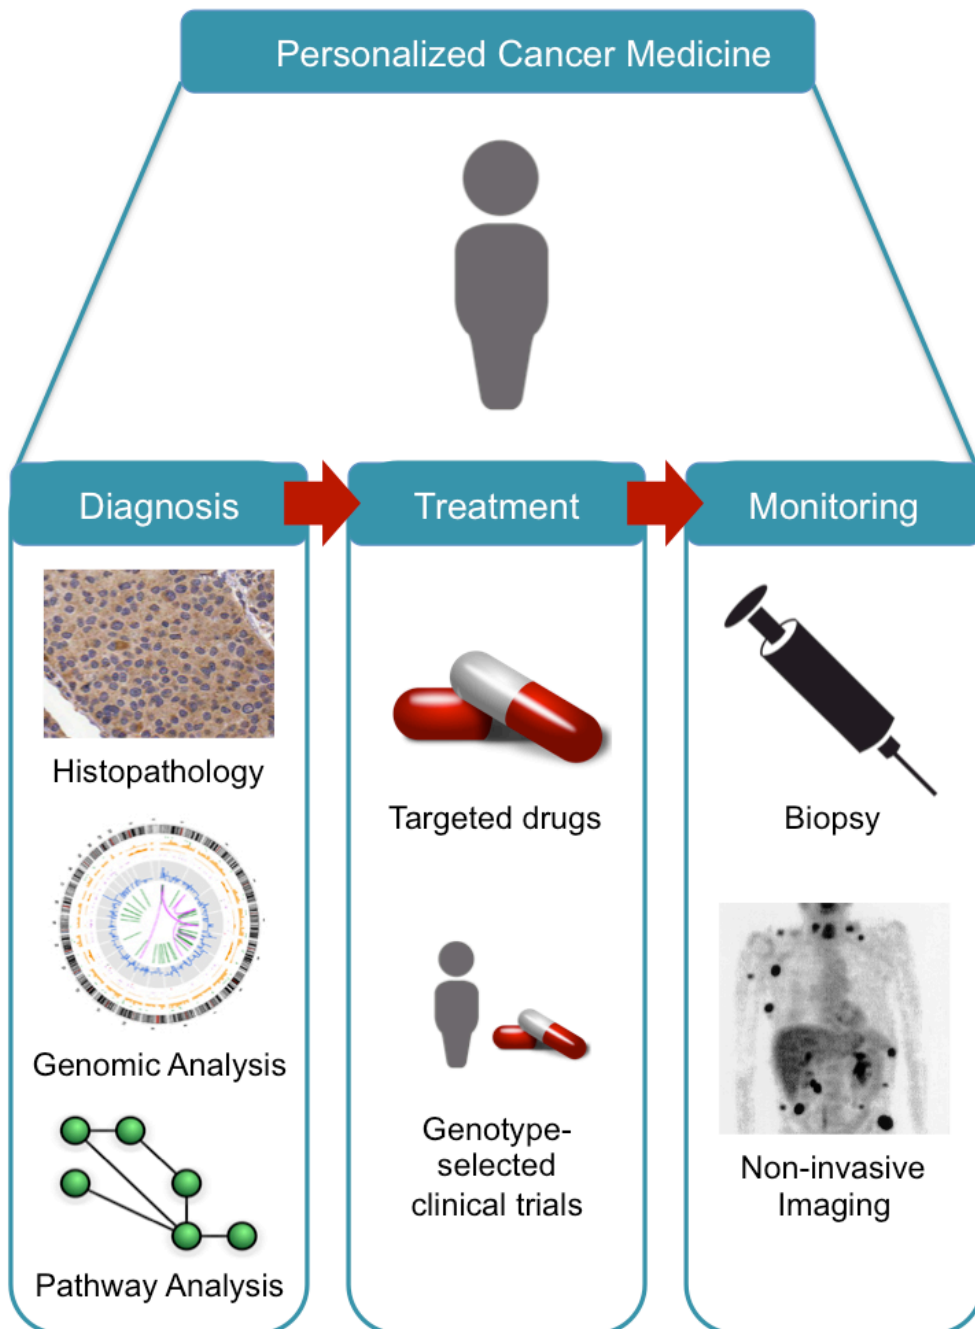 Personalized Cancer Medicine
Diagnosis
Treatment
Monitoring
Histopathology
Genomic Analysis
Pathway Analysis
Targeted drugs
Genotype-
selected
clinical trials
Biopsy
Non-invasive
Imaging